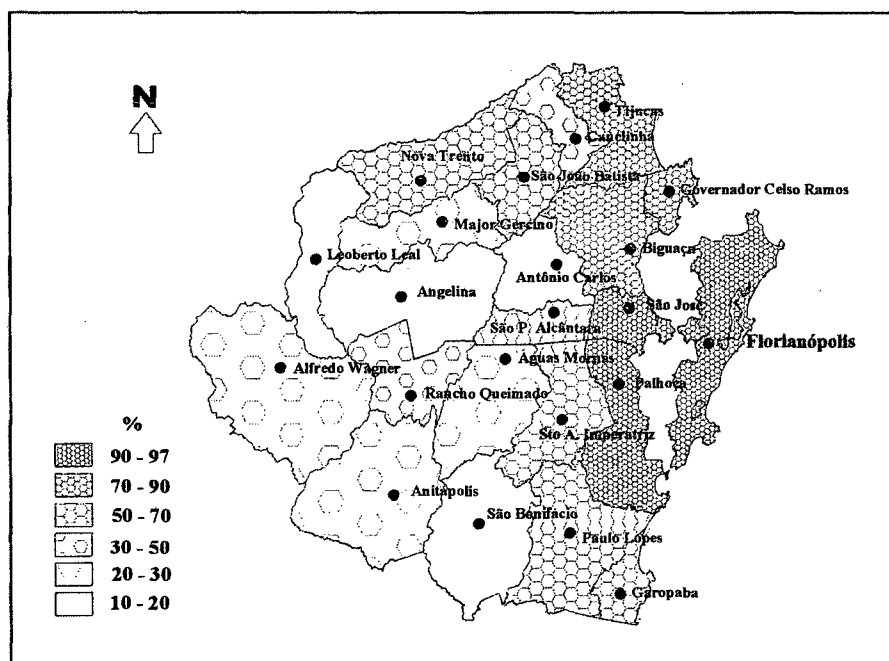 N
Tijucas
Canelinha
Nova Trento
São João Batista
Governador Celso Ramos
Major Gercino
Leoberto Leal
Biguaçu
Antônio Carlos
Angelina
São José
São P. Alcântara
Florianópolis
Águas Mornas
Alfredo Wagner
Palhoça
Rancho Queimado
Sto A. Imperatriz
%
90 - 97
70 - 90
50 - 70
30 - 50
20 - 30
10 - 20
Anitápolis
São Bonifácio
Paulo Lopes
Garopaba